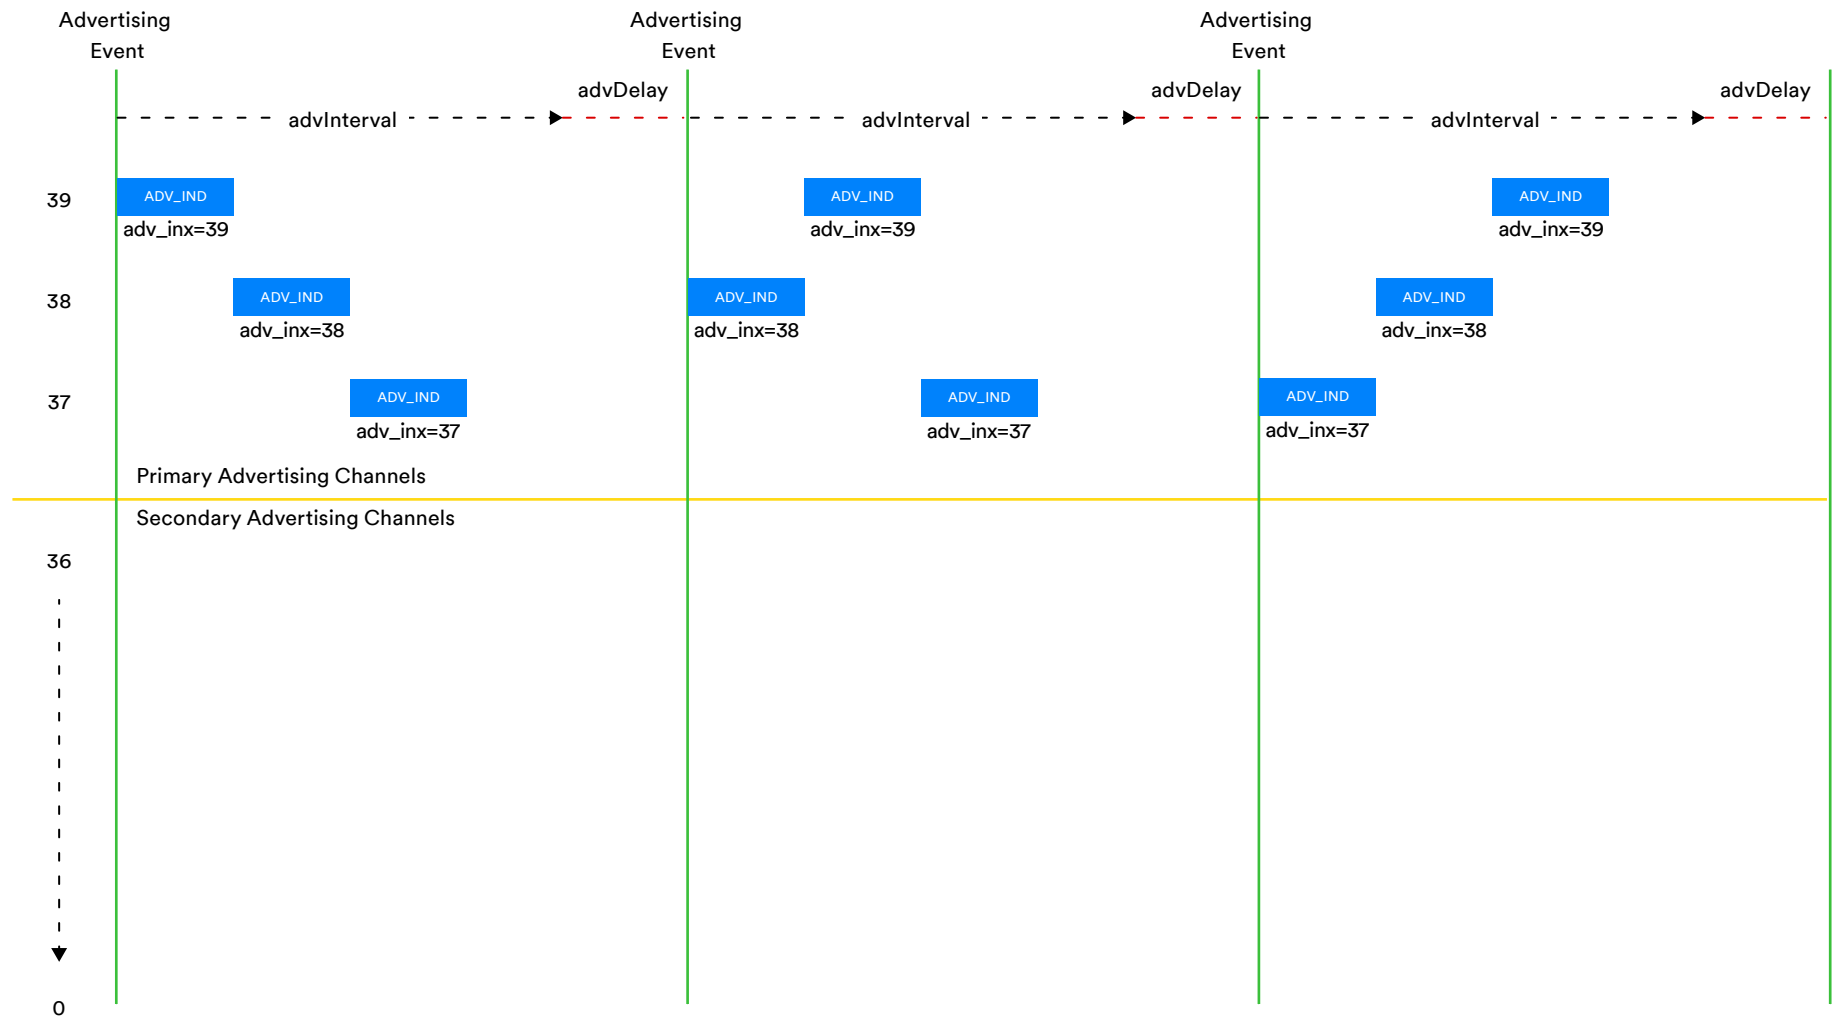 Advertising
Event
Advertising
Event
Advertising
Event
advDelay
advDelay
advDelay
advInterval
advInterval
advInterval
39
ADV_IND
ADV_IND
ADV_IND
adv_inx=39
adv_inx=39
adv_inx=39
38
ADV_IND
ADV_IND
ADV_IND
adv_inx=38
adv_inx=38
adv_inx=38
37
ADV_IND
ADV_IND
ADV_IND
adv_inx=37
adv_inx=37
adv_inx=37
Primary Advertising Channels
Secondary Advertising Channels
36
0